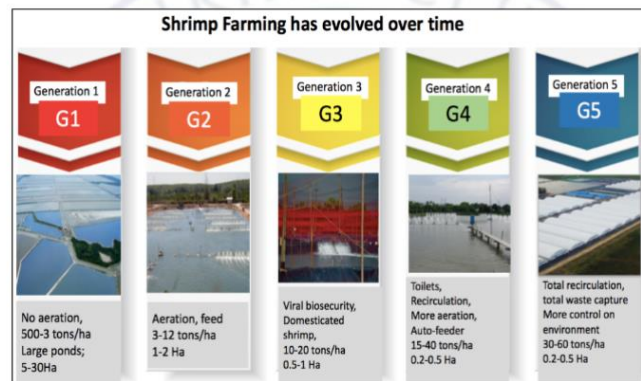 Shrimp Farming has evolved over time
Generation 1
G1
No aeration,
500-3 tons/ha
Large ponds;
5-30Ha
Generation 2
G2
Aeration, feed
3-12 tons/ha
1-2 Ha
Generation 3
G3
Viral biosecurity,
Domesticated
shrimp,
10-20 tons/ha
0.5-1 Ha
Generation 4
G4
Toilets,
Recirculation,
More aeration,
Auto-feeder
15-40 tons/ha
0.2-0.5 Ha
Generation 5
G5
Total recirculation,
total waste capture
More control on
environment
30-60 tons/ha
0.2-0.5 Ha